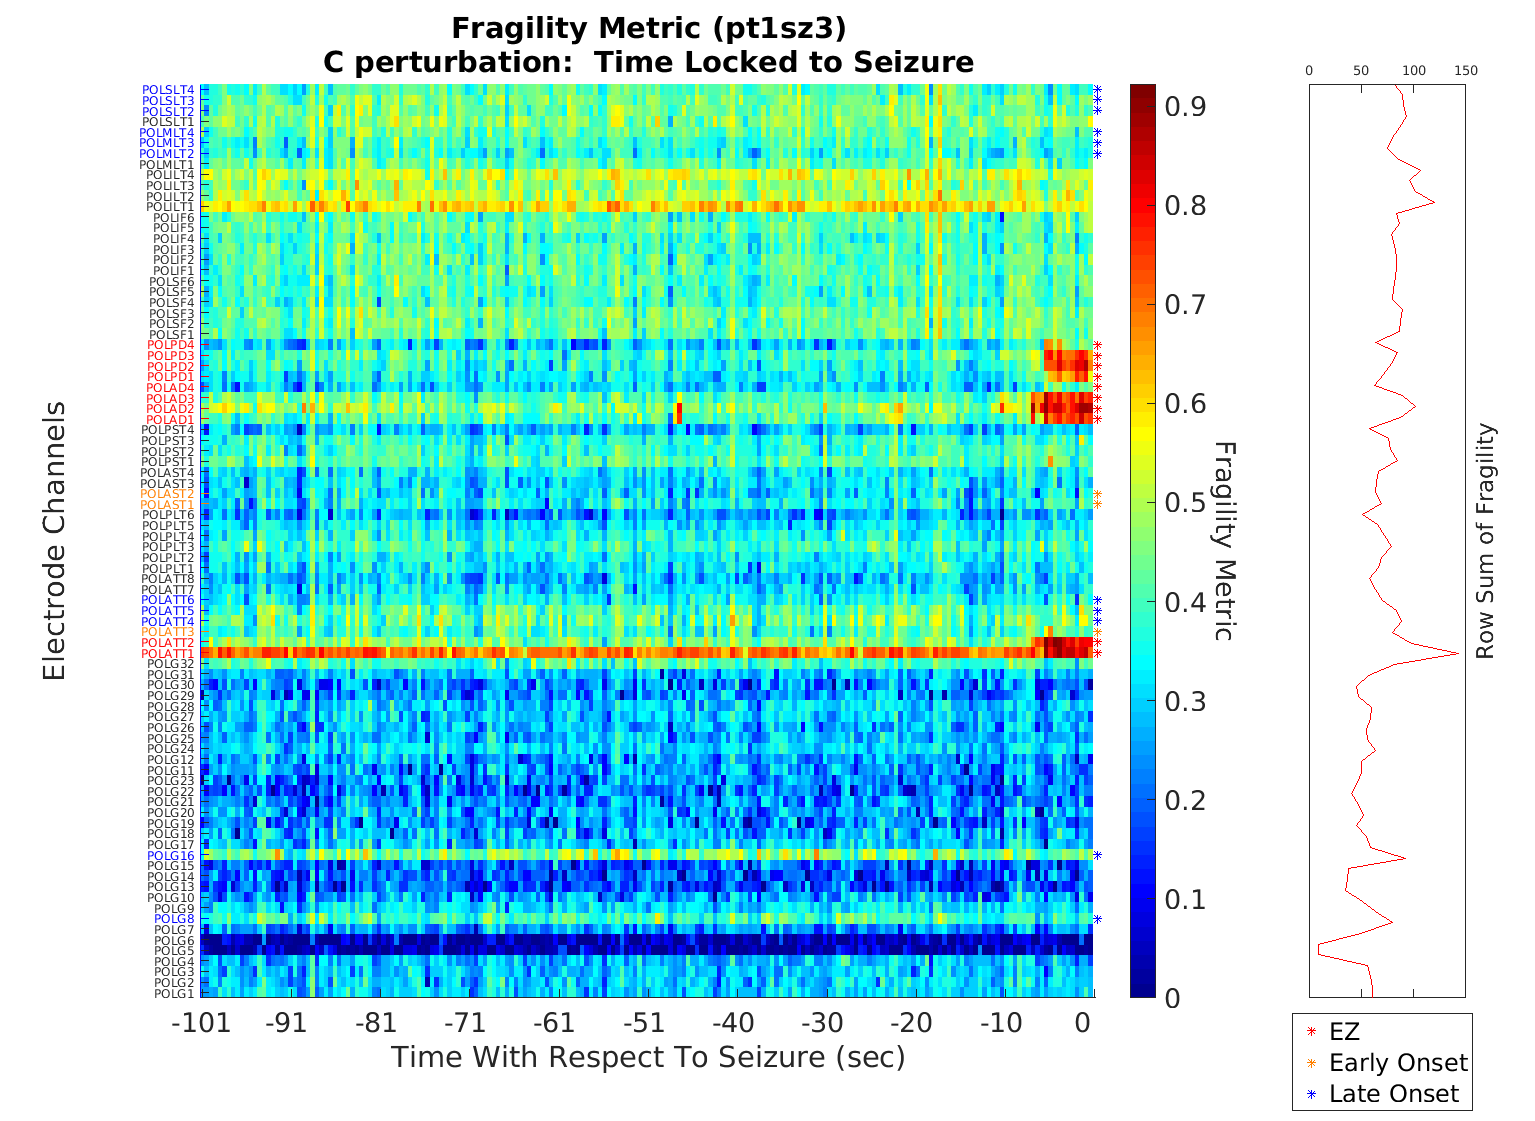 Fragility Metric (pt1sz3)
C perturbation: Time Locked to Seizure
Electrode Channels
POLSLT4
POLSLT3
POLSLT2
POLSLT1
POLMLT4
POLMLT3
POLMLT2
POLMLT1
POLILT4
POLILT3
POLILT2
POLILT1
POLIF6
POLIF5
POLIF4
POLIF3
POLIF2
POLIF1
POLSF6
POLSF5
POLSF4
POLSF3
POLSF2
POLSF1
POLPD4
POLPD3
POLPD2
POLPD1
POLAD4
POLAD3
POLAD2
POLAD1
POLPST4
POLPST3
POLPST2
POLPST1
POLAST4
POLAST3
POLAST2
POLAST1
POLPLT6
POLPLT5
POLPLT4
POLPLT3
POLPLT2
POLPLT1
POLATT8
POLATT7
POLATT6
POLATT5
POLATT4
POLATT3
POLATT2
POLATT1
POLG32
POLG31
POLG30
POLG29
POLG28
POLG27
POLG26
POLG25
POLG24
POLG12
POLG11
POLG23
POLG22
POLG21
POLG20
POLG19
POLG18
POLG17
POLG16
POLG15
POLG14
POLG13
POLG10
POLG9
POLG8
POLG7
POLG6
POLG5
POLG4
POLG3
POLG2
POLG1
-101 -91 -81 -71 -61 -51 -40 -30 -20 -10 0
Time With Respect To Seizure (sec)
0.9
0.8
0.7
0.6
0.5
0.4
0.3
0.2
0.1
0
Fragility Metric
0 50 100 150
Row Sum of Fragility
EZ
Early Onset
Late Onset